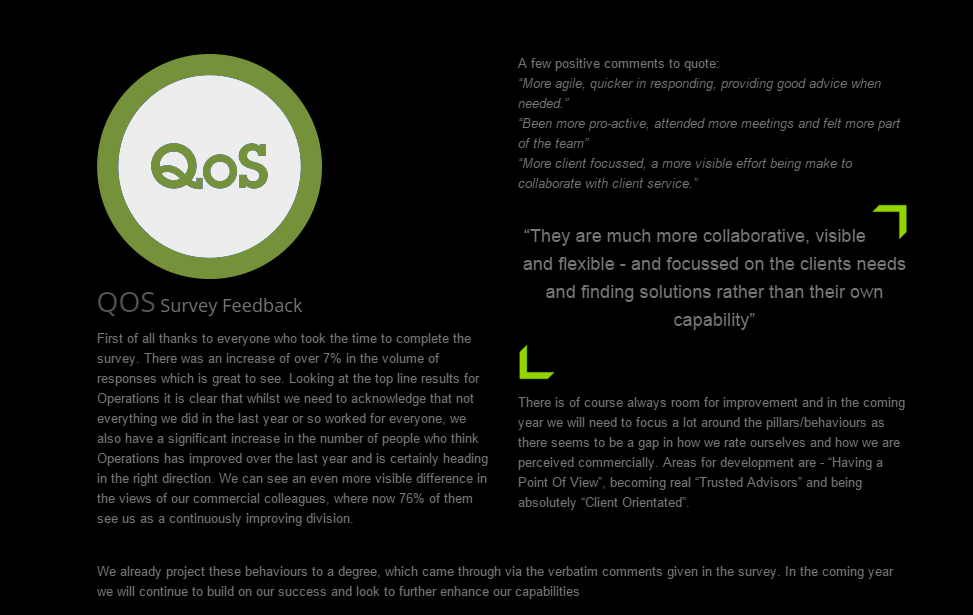 QoS
QOS Survey Feedback
First of all thanks to everyone who took the time to complete the
survey. There was an increase of over 7% in the volume of
responses which is great to see. Looking at the top line results for
Operations it is clear that whilst we need to acknowledge that not
everything we did in the last year or so worked for everyone, we
also have a significant increase in the number of people who think
Operations has improved over the last year and is certainly heading
in the right direction. We can see an even more visible difference in
the views of our commercial colleagues, where now 76% of them
see us as a continuously improving division.
A few positive comments to quote:
“More agile, quicker in responding, providing good advice when
needed.”
“Been more pro-active, attended more meetings and felt more part
of the team”
“More client focussed, a more visible effort being make to
collaborate with client service.”
“They are much more collaborative, visible
and flexible - and focussed on the clients needs
and finding solutions rather than their own
capability”
There is of course always room for improvement and in the coming
year we will need to focus a lot around the pillars/behaviours as
there seems to be a gap in how we rate ourselves and how we are
perceived commercially. Areas for development are - “Having a
Point Of View”, becoming real “Trusted Advisors” and being
absolutely “Client Orientated”.
We already project these behaviours to a degree, which came through via the verbatim comments given in the survey. In the coming year
we will continue to build on our success and look to further enhance our capabilities